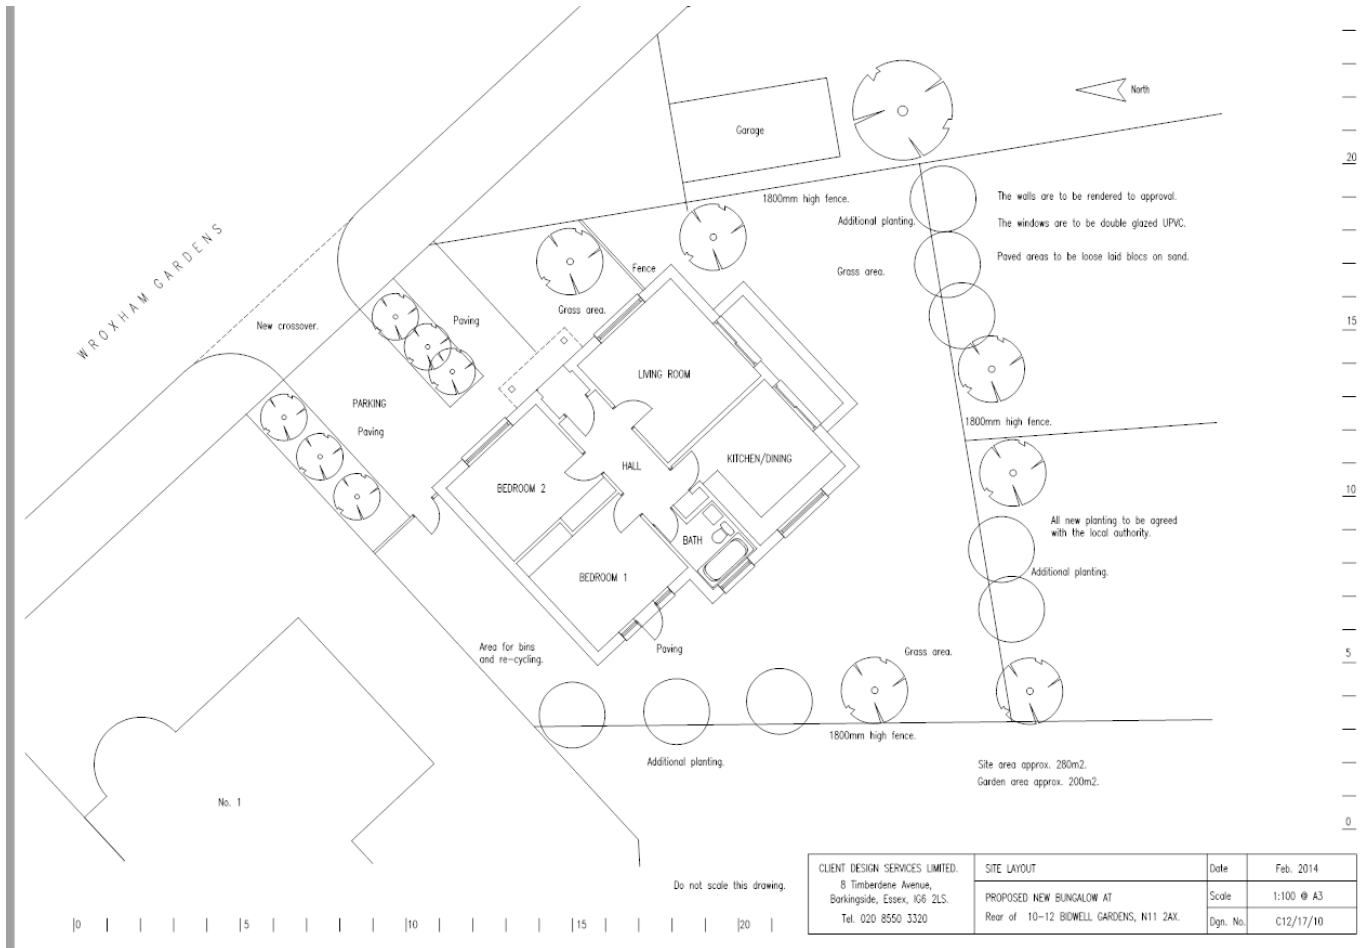 North
Garage
20
1800mm high fence.
The walls are to be rendered to approval.
Additional planting.
The windows are to be double glazed UPVC.
WROXHAM GARDENS
Paved areas to be loose laid blocs on sand.
Fence
Grass area.
Grass area.
Paving
15
New crossover.
LIVING ROOM
PARKING
Paving
1800mm high fence.
KITCHEN/DINING
HALL
BEDROOM 2
10
All new planting to be agreed
with the local authority.
BATH
Additional planting.
BEDROOM 1
Area for bins
and re-cycling.
Paving
Grass area.
5
1800mm high fence.
Additional planting.
Site area approx. 280m2.
Garden area approx. 200m2.
No. 1
0
Do not scale this drawing.
CLIENT DESIGN SERVICES LIMITED.
8 Timberdene Avenue,
Barkingside, Essex, IG6 2LS.
Tel. 020 8550 3320
SITE LAYOUT
PROPOSED NEW BUNGALOW AT
Rear of 10-12 BIDWELL GARDENS, N11 2AX.
Date Feb. 2014
Scale 1:100 @ A3
Dgn. No. C12/17/10
0 5 10 15 20